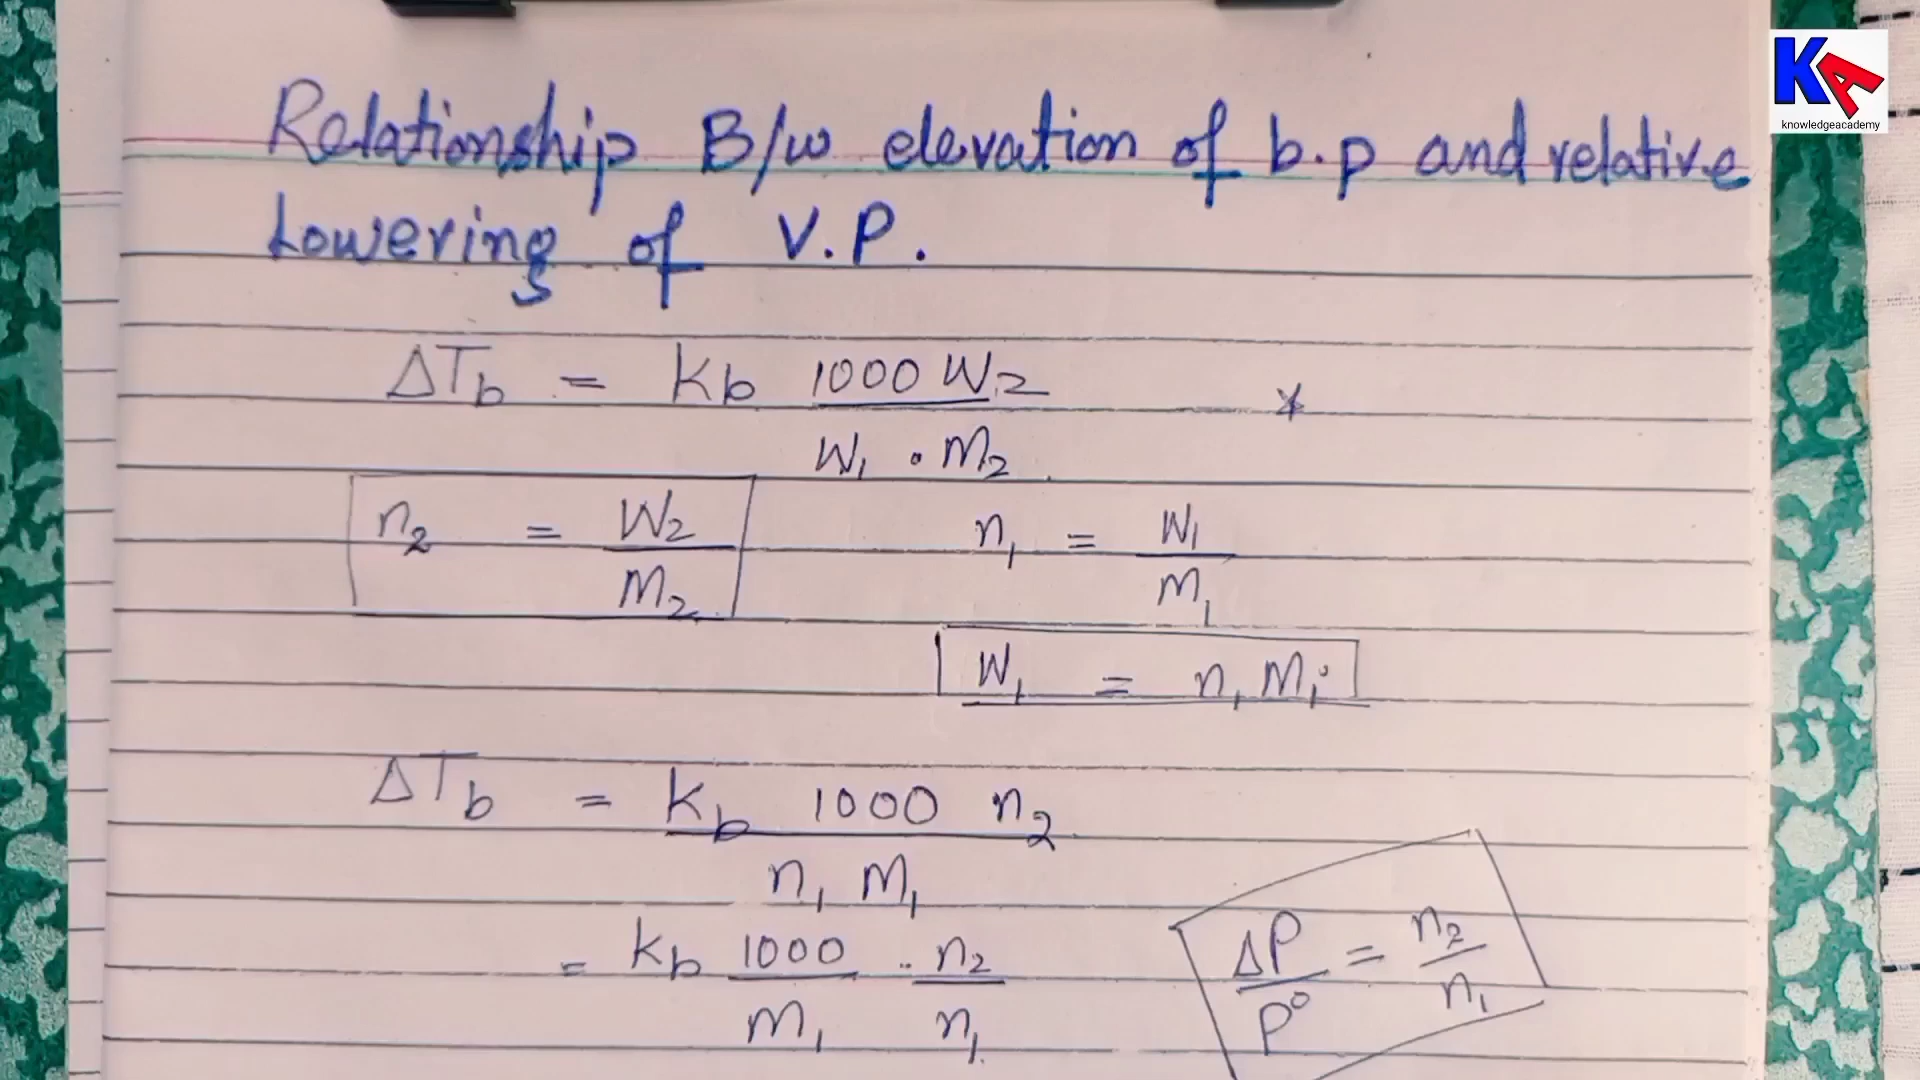 KA
knowledgeacademy
Relationship B/w elevation of b.p and relative
Lowering of V.P.
ΔTb = Kb 1000 W2
W1 . M2
n2 = W2 / M2 n1 = W1 / M1
W1 = n1 M1
ΔTb = Kb 1000 n2
n1 M1
= Kb 1000 / M1 . n2 / n1
ΔP / P° = n2 / n1